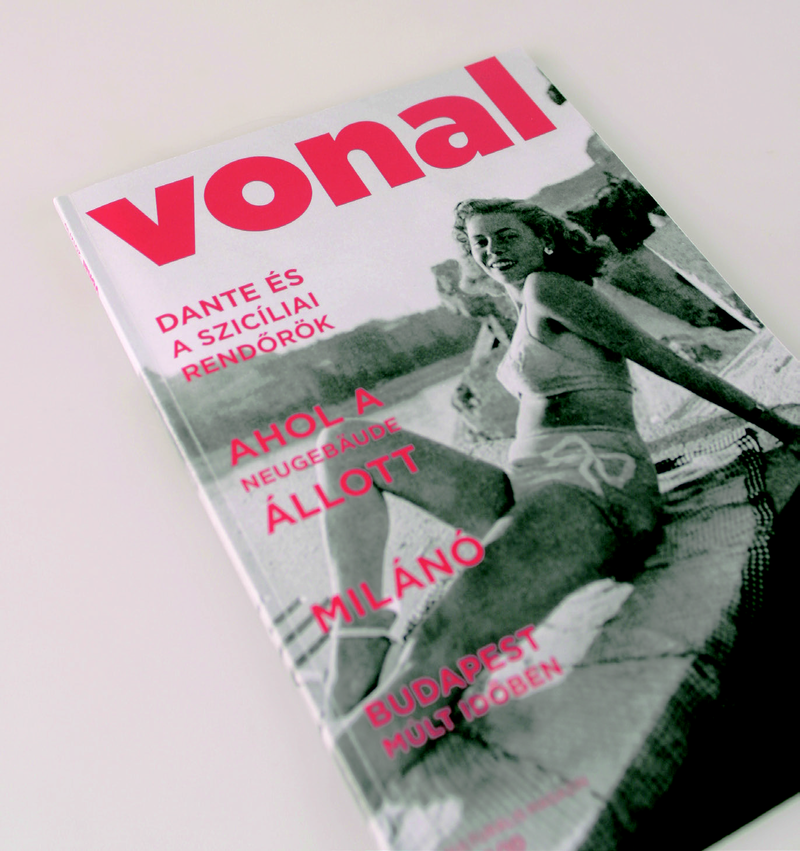 vonal
DANTE ÉS
A SZICÍLIAI
RENDŐRÖK
AHOL A
NEUGEBÄUDE
ÁLLOTT
MILÁNÓ
BUDAPEST
MÚLT IDŐBEN